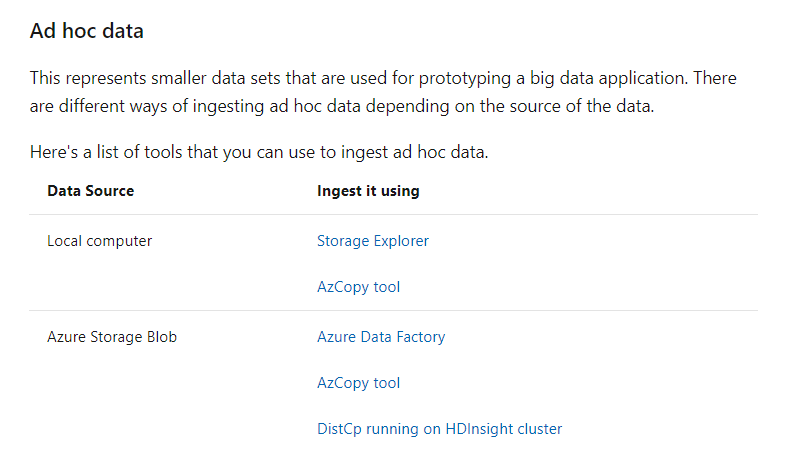 Ad hoc data
This represents smaller data sets that are used for prototyping a big data application. There
are different ways of ingesting ad hoc data depending on the source of the data.
Here's a list of tools that you can use to ingest ad hoc data.
Data Source Ingest it using
Local computer Storage Explorer
AzCopy tool
Azure Storage Blob Azure Data Factory
AzCopy tool
DistCp running on HDInsight cluster